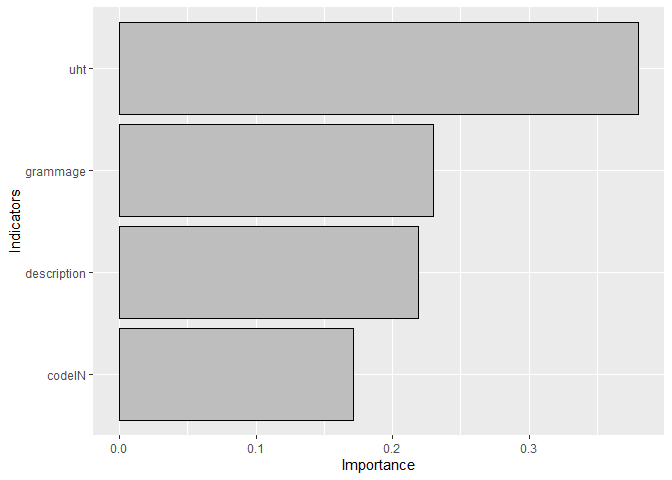 uht
grammage
description
codeIN
Indicators
0.0 0.1 0.2 0.3
Importance